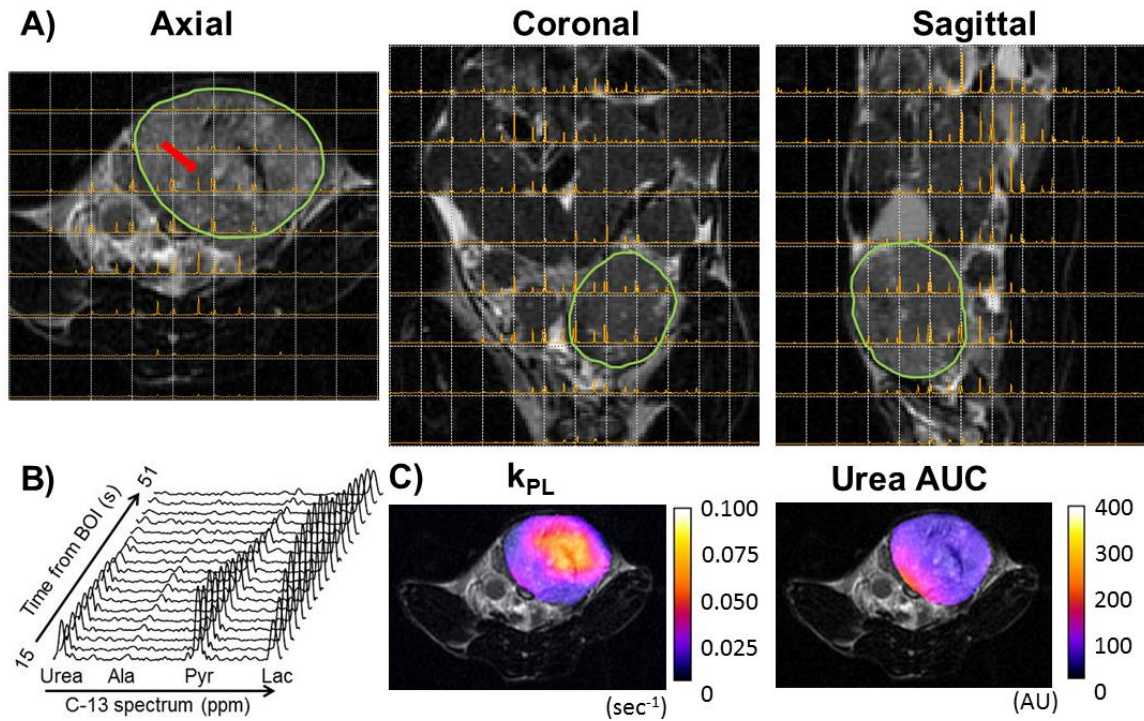 A)
Axial
Coronal
Sagittal
B)
Time from BOI (s)
15
51
Urea Ala Pyr Lac
C-13 spectrum (ppm)
C)
kPL
0.100
0.075
0.050
0.025
0
(sec-1)
Urea AUC
400
300
200
100
0
(AU)